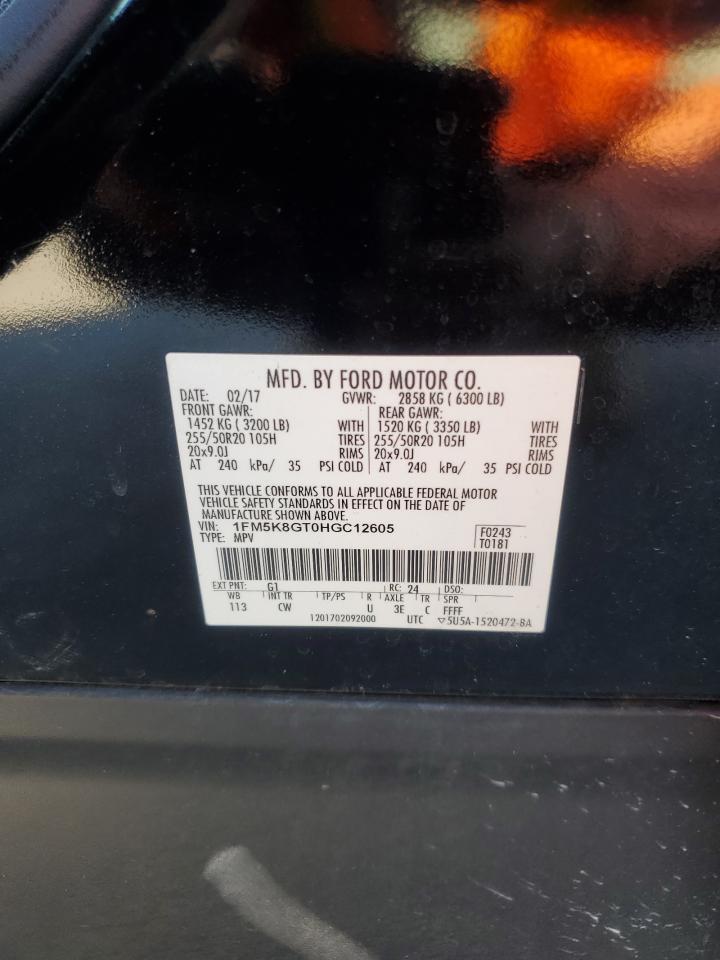 MFD. BY FORD MOTOR CO.
DATE: 02/17 GVWR: 2858 KG ( 6300 LB)
FRONT GAWR: REAR GAWR:
1452 KG ( 3200 LB) WITH 1520 KG ( 3350 LB) WITH
255/50R20 105H TIRES 255/50R20 105H TIRES
20x9.0J RIMS 20x9.0J RIMS
AT 240 kPa/ 35 PSI COLD AT 240 kPa/ 35 PSI COLD
THIS VEHICLE CONFORMS TO ALL APPLICABLE FEDERAL MOTOR
VEHICLE SAFETY STANDARDS IN EFFECT ON THE DATE OF
MANUFACTURE SHOWN ABOVE.
VIN: 1FM5K8GT0HGC12605 F0243
TYPE: MPV T0181
EXT PNT: G1 RC: 24 DSO:
WB INT TR TP/PS R AXLE TR SPR
113 CW U 3E C FFFF
1201702092000 UTC ▽5U5A-1520472-BA